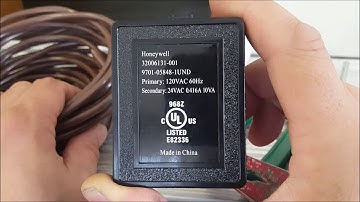 Honeywell
32006131-001
9701-05848-1UND
Primary: 120VAC 60Hz
Secondary: 24VAC 0.416A 10VA
968Z
C UL US
LISTED
E82336
Made in China